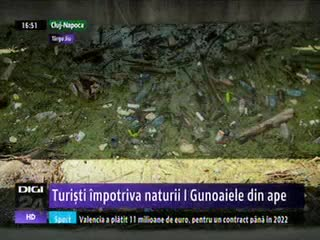 16:51 Cluj-Napoca
Târgu Jiu
Turiști împotriva naturii I Gunoaiele din ape
DIGI 24
HD Sport Valencia a plătit 11 milioane de euro, pentru un contract până în 2022